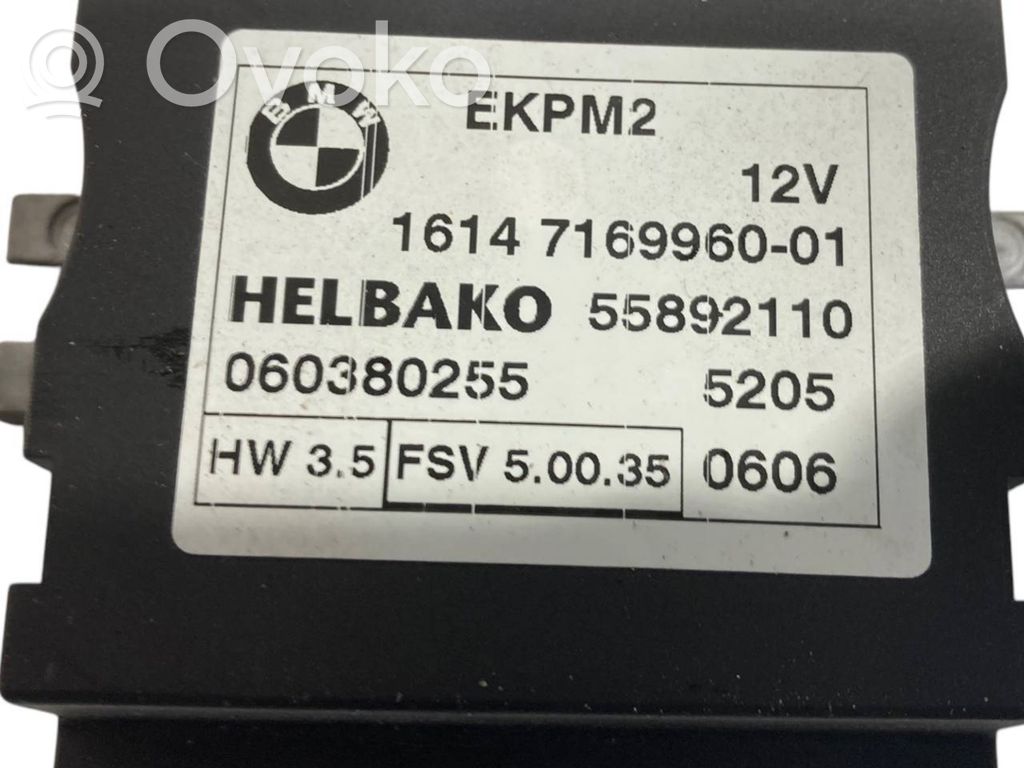 Ovoko
BMW
EKPM2
12V
1614 7169960-01
HELBAKO 55892110
060380255 5205
HW 3.5 FSV 5.00.35 0606
Ovoko